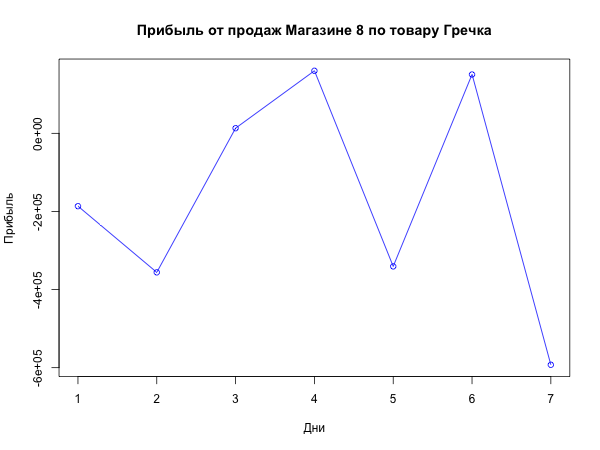 Прибыль от продаж Магазине 8 по товару Гречка
Прибыль
0e+00
-2e+05
-4e+05
-6e+05
1 2 3 4 5 6 7
Дни